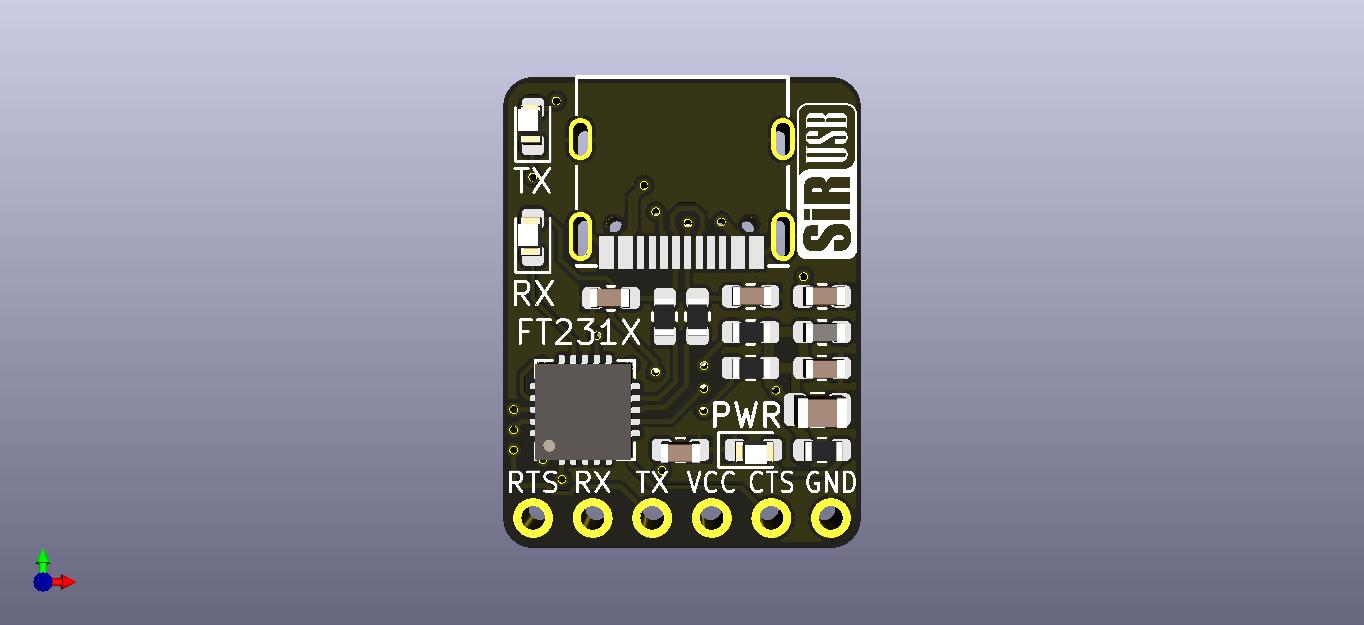 SiR USB
TX
RX
FT231X
PWR
RTS RX TX VCC CTS GND